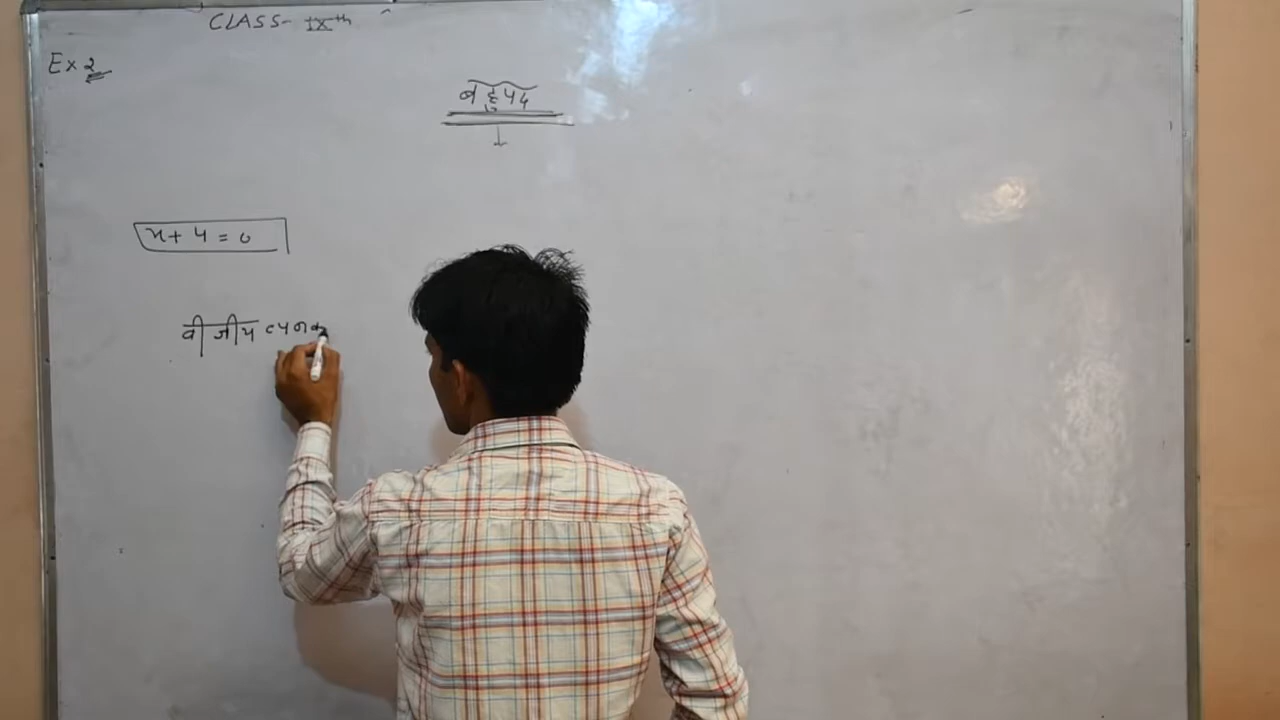 CLASS- IXth
Ex 2
बहुपद
x + 4 = 0
बीजीय व्यंजक